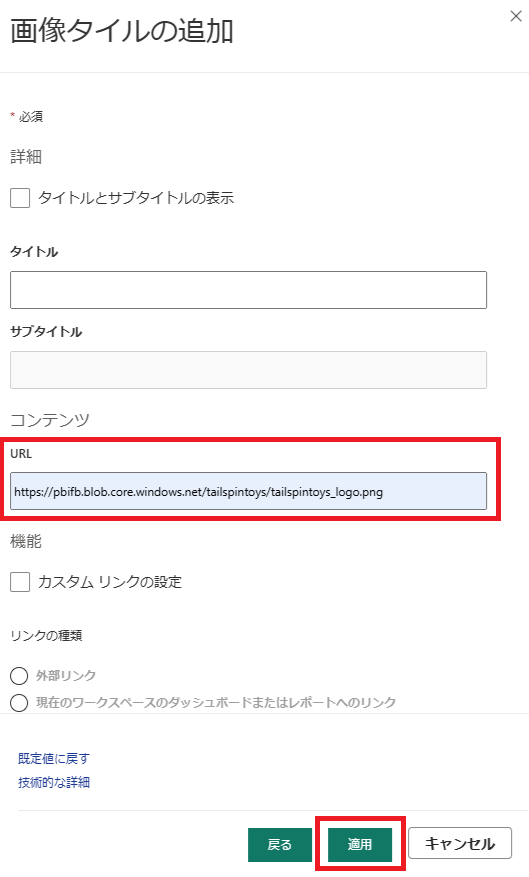 画像タイルの追加
* 必須
詳細
タイトルとサブタイトルの表示
タイトル
サブタイトル
コンテンツ
URL
https://pbifb.blob.core.windows.net/tailspintoys/tailspintoys_logo.png
機能
カスタム リンクの設定
リンクの種類
外部リンク
現在のワークスペースのダッシュボードまたはレポートへのリンク
既定値に戻す
技術的な詳細
戻る 適用 キャンセル